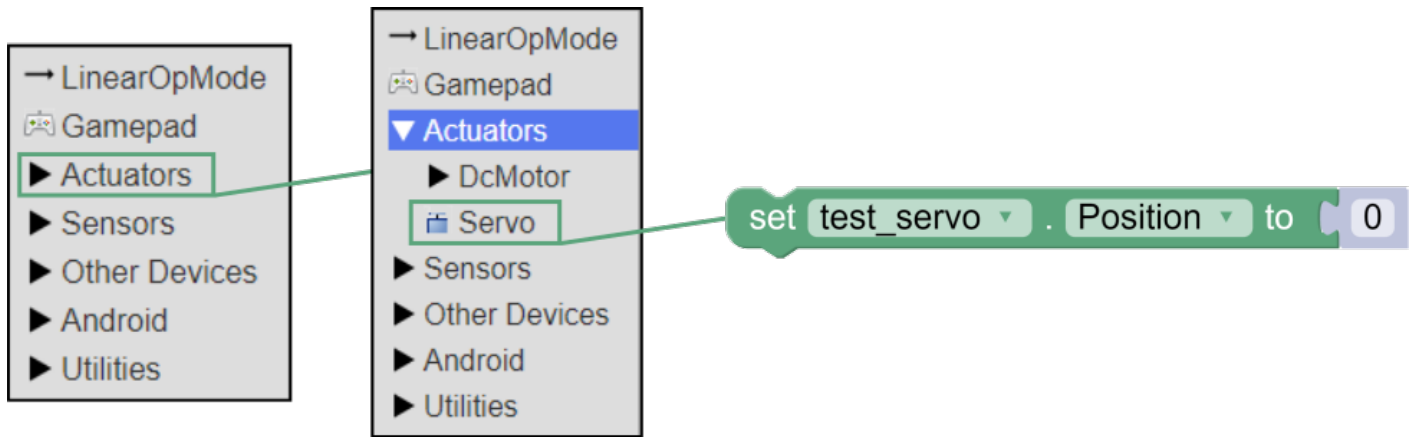 LinearOpMode
Gamepad
Actuators
Sensors
Other Devices
Android
Utilities
LinearOpMode
Gamepad
Actuators
DcMotor
Servo
Sensors
Other Devices
Android
Utilities
set test_servo . Position to 0